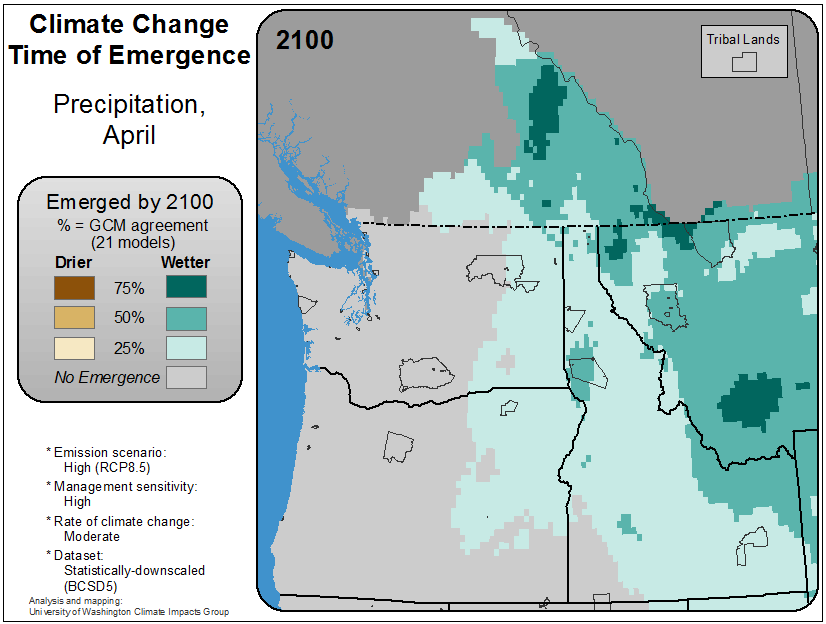 Climate Change
Time of Emergence
Precipitation,
April
2100
Tribal Lands
Emerged by 2100
% = GCM agreement
(21 models)
Drier Wetter
75%
50%
25%
No Emergence
* Emission scenario:
High (RCP8.5)
* Management sensitivity:
High
* Rate of climate change:
Moderate
* Dataset:
Statistically-downscaled
(BCSD5)
Analysis and mapping:
University of Washington Climate Impacts Group